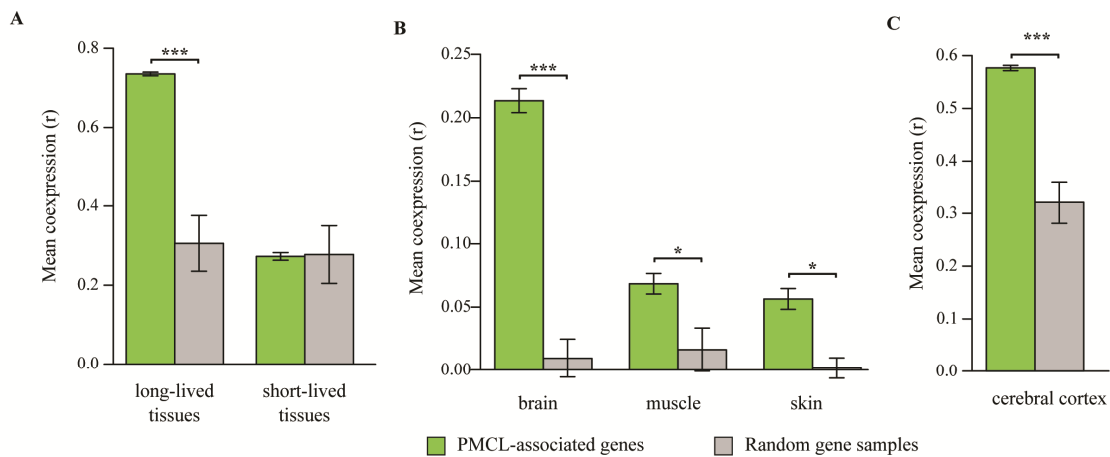 A
Mean coexpression (r)
0.8
0.6
0.4
0.2
0.0
***
long-lived
tissues
short-lived
tissues
B
Mean coexpression (r)
0.25
0.20
0.15
0.10
0.05
0.00
***
*
*
brain
muscle
skin
C
Mean coexpression (r)
0.6
0.5
0.4
0.3
0.2
0.1
0.0
***
cerebral cortex
PMCL-associated genes
Random gene samples